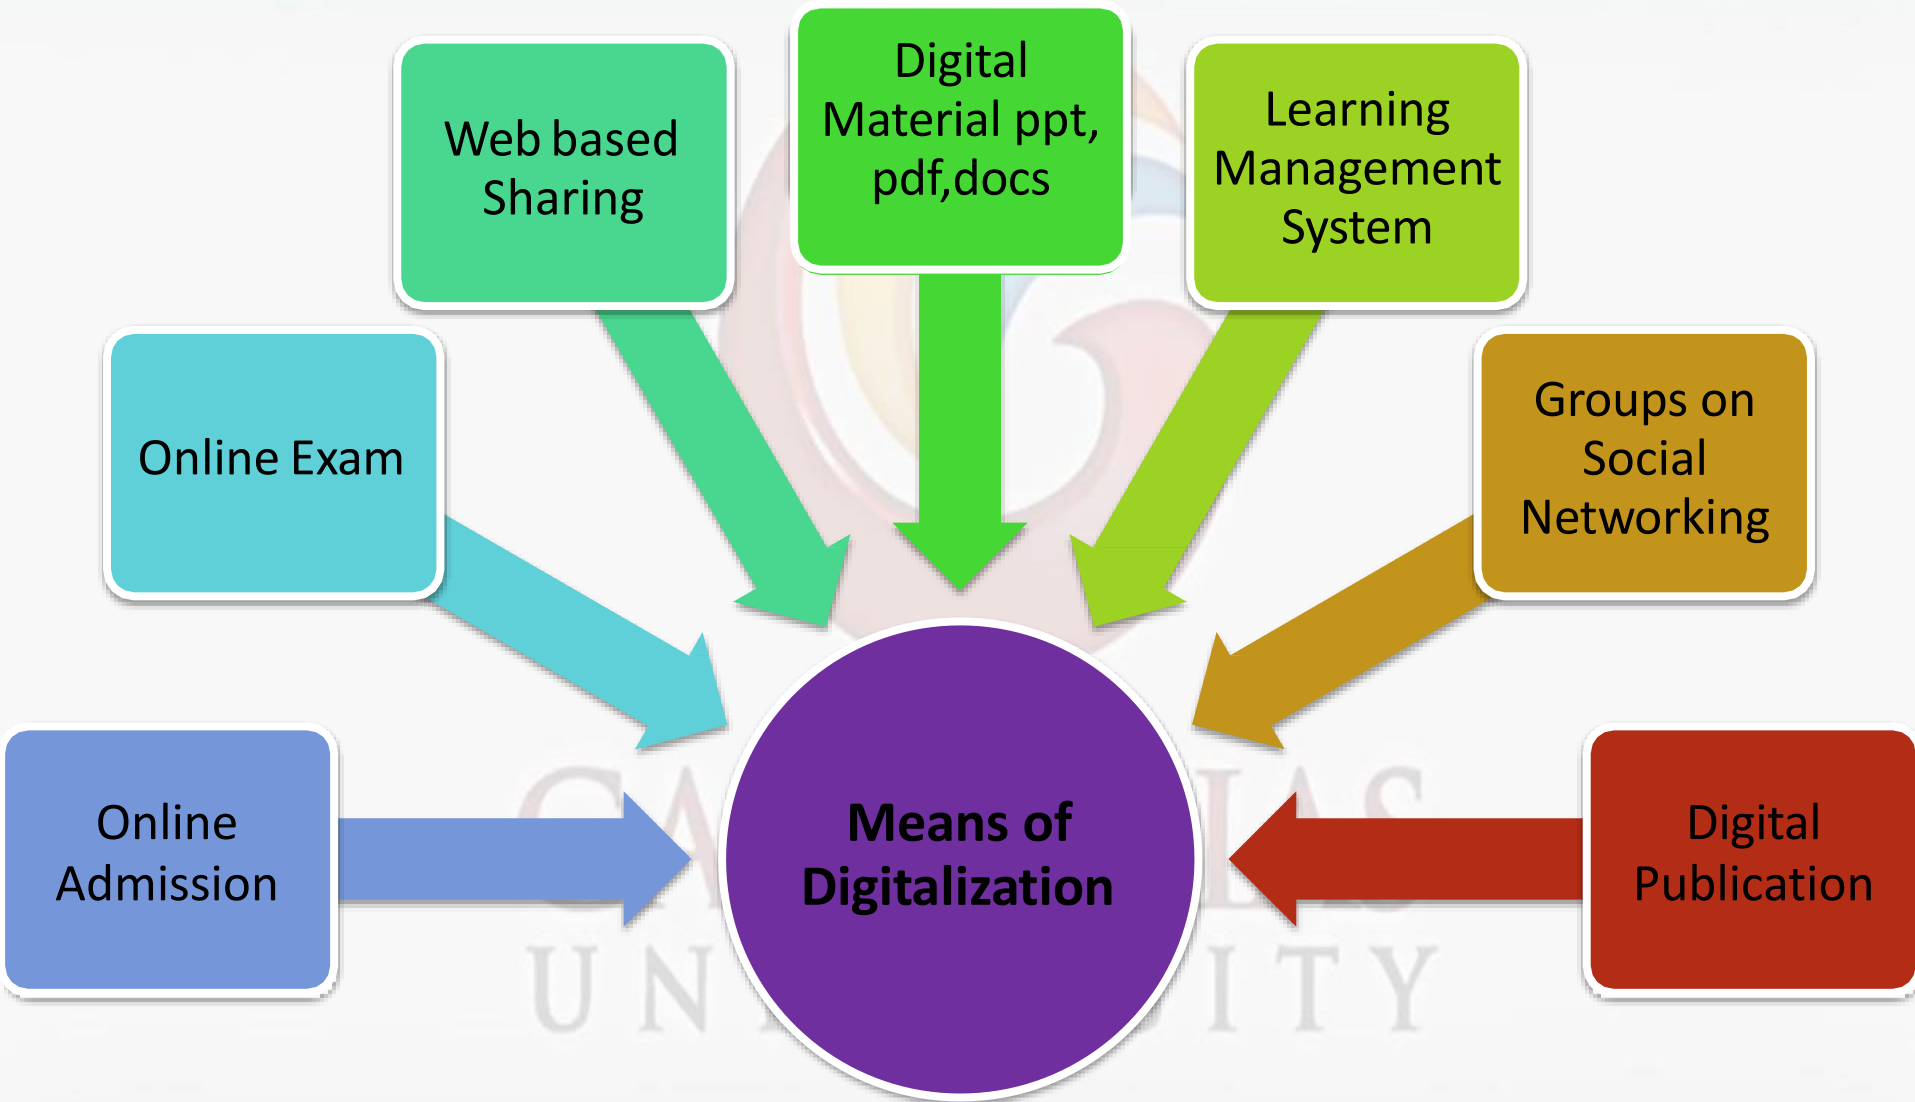 Digital
Material ppt,
pdf,docs
Web based
Sharing
Learning
Management
System
Online Exam
Groups on
Social
Networking
Online
Admission
Means of
Digitalization
Digital
Publication